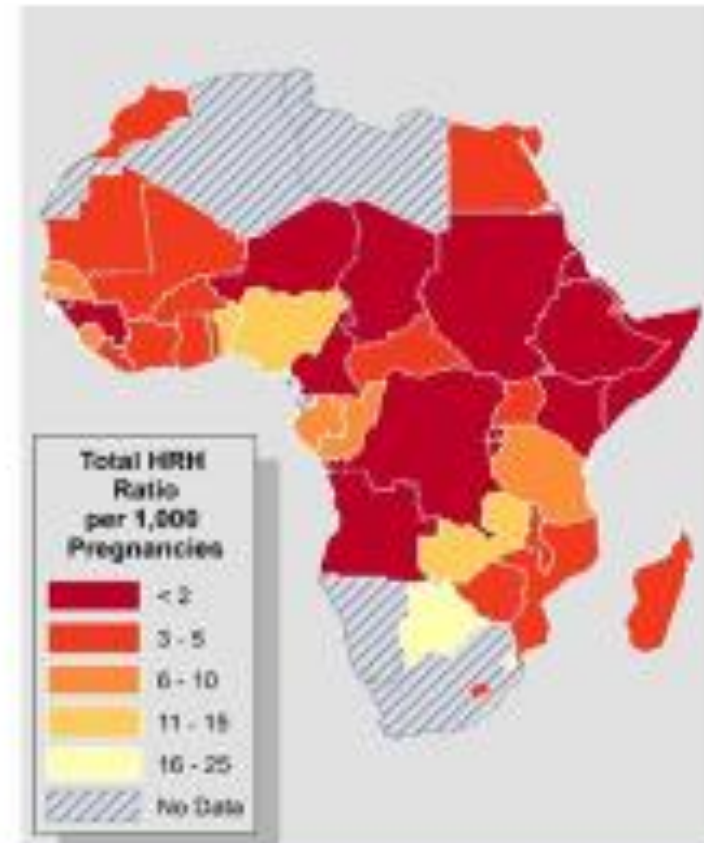 Total HRH
Ratio
per 1,000
Pregnancies
< 2
3 - 5
6 - 10
11 - 15
16 - 25
No Data